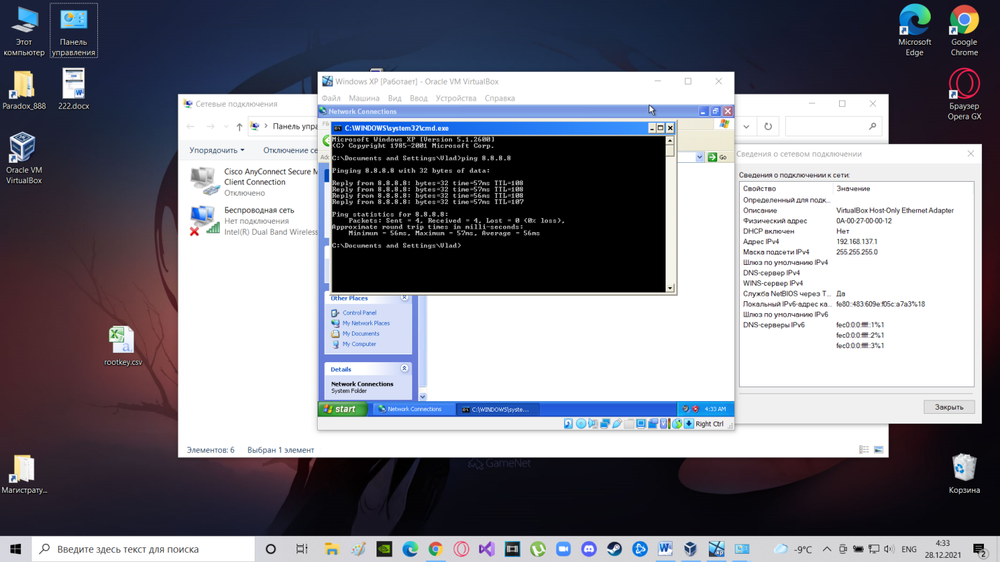 Этот
компьютер
Панель
управления
Paradox_888
222.docx
Oracle VM
VirtualBox
rootkey.csv
Магистрату...
Microsoft
Edge
Google
Chrome
Браузер
Opera GX
Корзина
Сетевые подключения
Панель упра
Упорядочить
Отключение се
Cisco AnyConnect Secure M
Client Connection
Отключено
Беспроводная сеть
Нет подключения
Intel(R) Dual Band Wireless
Элементов: 6 Выбран 1 элемент
Windows XP [Работает] - Oracle VM VirtualBox
Файл Машина Вид Ввод Устройства Справка
Network Connections
Go
C:\WINDOWS\system32\cmd.exe
Microsoft Windows XP [Version 5.1.2600]
(C) Copyright 1985-2001 Microsoft Corp.
C:\Documents and Settings\Vlad>ping 8.8.8.8
Pinging 8.8.8.8 with 32 bytes of data:
Reply from 8.8.8.8: bytes=32 time=57ms TTL=108
Reply from 8.8.8.8: bytes=32 time=57ms TTL=108
Reply from 8.8.8.8: bytes=32 time=56ms TTL=108
Reply from 8.8.8.8: bytes=32 time=57ms TTL=107
Ping statistics for 8.8.8.8:
Packets: Sent = 4, Received = 4, Lost = 0 (0% loss),
Approximate round trip times in milli-seconds:
Minimum = 56ms, Maximum = 57ms, Average = 56ms
C:\Documents and Settings\Vlad>
Other Places
Control Panel
My Network Places
My Documents
My Computer
Details
Network Connections
System Folder
start
Network Connections
C:\WINDOWS\syste...
4:33 AM
Right Ctrl
Сведения о сетевом подключении
Сведения о подключении к сети:
Свойство Значение
Определенный для подк...
Описание VirtualBox Host-Only Ethernet Adapter
Физический адрес 0A-00-27-00-00-12
DHCP включен Нет
Адрес IPv4 192.168.137.1
Маска подсети IPv4 255.255.255.0
Шлюз по умолчанию IPv4
DNS-сервер IPv4
WINS-сервер IPv4
Служба NetBIOS через T... Да
Локальный IPv6-адрес ка... fe80::483:609e:f05c:a7a3%18
Шлюз по умолчанию IPv6
DNS-серверы IPv6 fec0:0:0:ffff::1%1
fec0:0:0:ffff::2%1
fec0:0:0:ffff::3%1
Закрыть
GameNet
Введите здесь текст для поиска
-9°C
ENG
4:33
28.12.2021
2